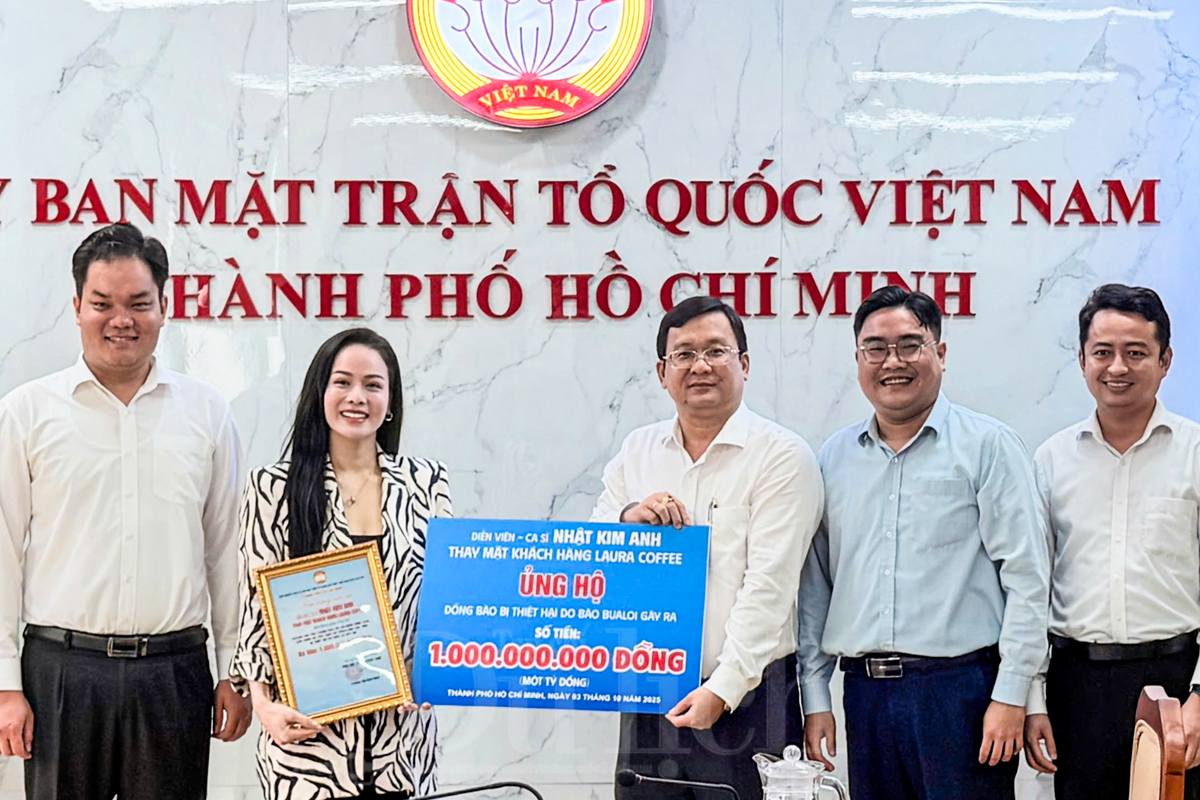 VIỆT NAM
Y BAN MẶT TRẬN TỔ QUỐC VIỆT NAM
HÀNH PHỐ HỒ CHÍ MINH
DIỄN VIÊN - CA SĨ NHẬT KIM ANH
THAY MẶT KHÁCH HÀNG LAURA COFFEE
ỦNG HỘ
ĐỒNG BÀO BỊ THIỆT HẠI DO BÃO BUALOI GÂY RA
SỐ TIỀN:
1.000.000.000 ĐỒNG
(MỘT TỶ ĐỒNG)
THÀNH PHỐ HỒ CHÍ MINH, NGÀY 03 THÁNG 10 NĂM 2025